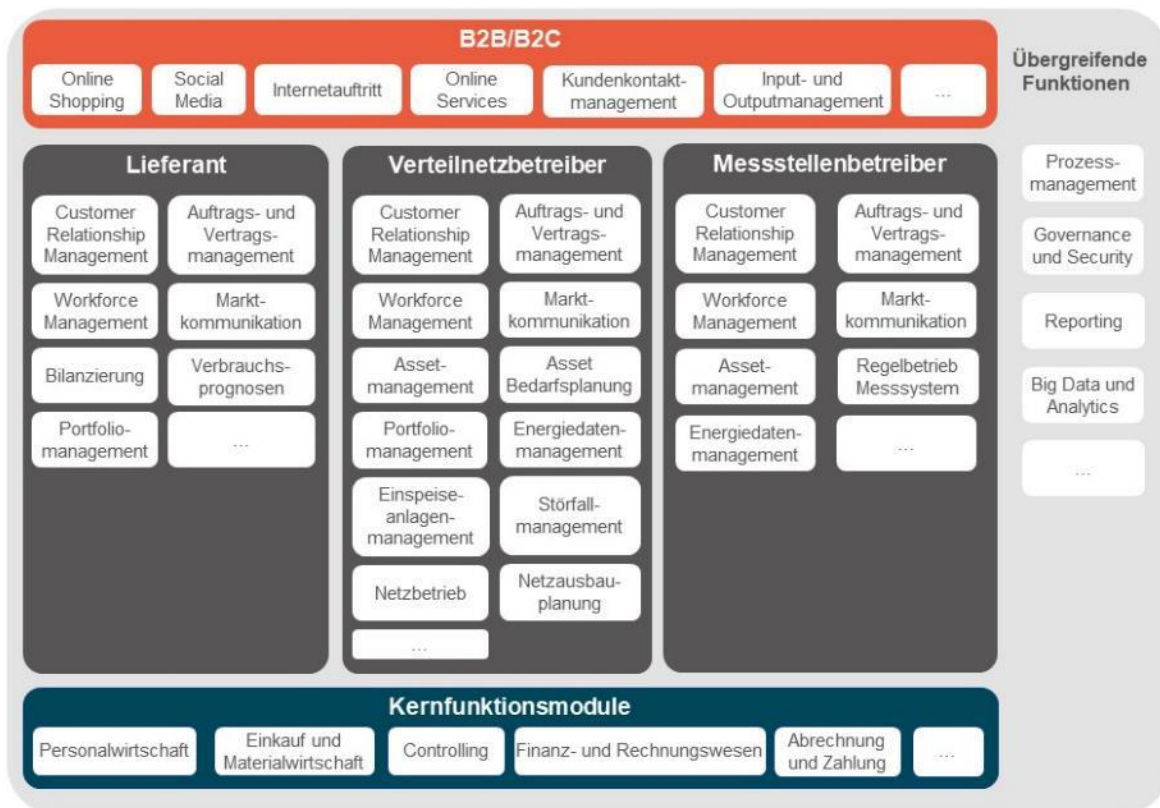 B2B/B2C
Online
Shopping
Social
Media
Internetauftritt
Online
Services
Kundenkontakt-
management
Input- und
Outputmanagement
...
Übergreifende
Funktionen
Prozess-
management
Governance
und Security
Reporting
Big Data und
Analytics
...
Lieferant
Customer
Relationship
Management
Auftrags- und
Vertrags-
management
Workforce
Management
Markt-
kommunikation
Bilanzierung
Verbrauchs-
prognosen
Portfolio-
management
...
Verteilnetzbetreiber
Customer
Relationship
Management
Auftrags- und
Vertrags-
management
Workforce
Management
Markt-
kommunikation
Asset-
management
Asset
Bedarfsplanung
Portfolio-
management
Energiedaten-
management
Einspeise-
anlagen-
management
Störfall-
management
Netzbetrieb
Netzausbau-
planung
...
Messstellenbetreiber
Customer
Relationship
Management
Auftrags- und
Vertrags-
management
Workforce
Management
Markt-
kommunikation
Asset-
management
Regelbetrieb
Messsystem
Energiedaten-
management
...
Kernfunktionsmodule
Personalwirtschaft
Einkauf und
Materialwirtschaft
Controlling
Finanz- und Rechnungswesen
Abrechnung
und Zahlung
...